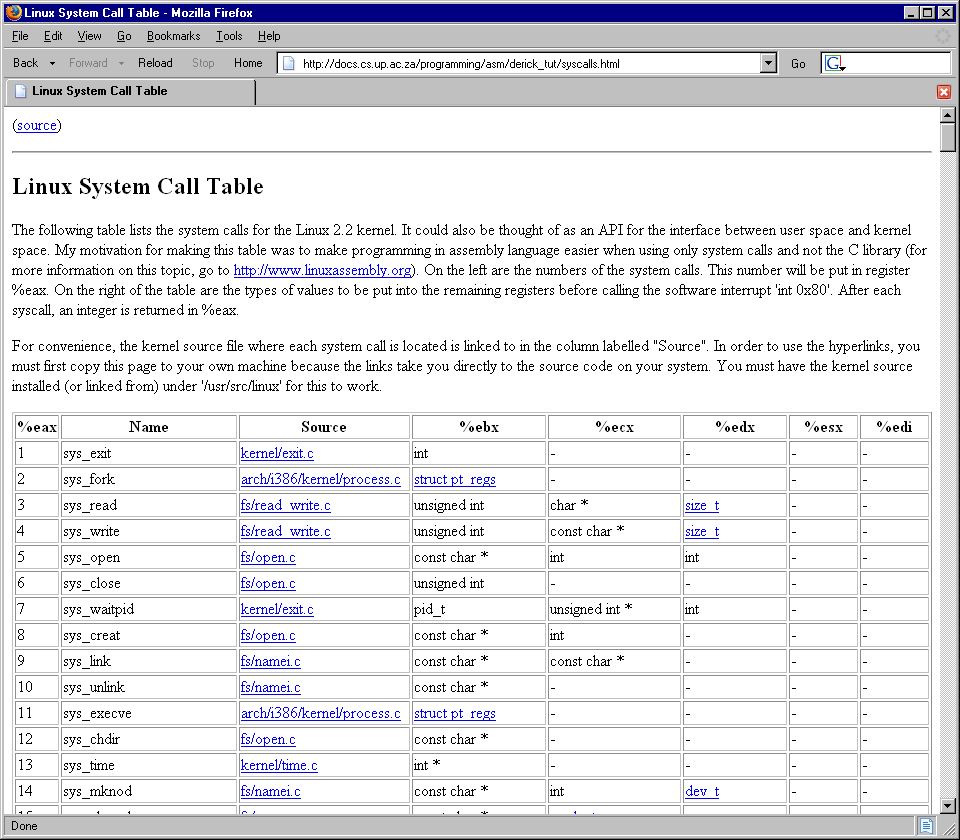 Linux System Call Table - Mozilla Firefox
File Edit View Go Bookmarks Tools Help
Back Forward Reload Stop Home http://docs.cs.up.ac.za/programming/asm/derick_tut/syscalls.html Go G
Linux System Call Table
(source)
Linux System Call Table
The following table lists the system calls for the Linux 2.2 kernel. It could also be thought of as an API for the interface between user space and kernel
space. My motivation for making this table was to make programming in assembly language easier when using only system calls and not the C library (for
more information on this topic, go to http://www.linuxassembly.org). On the left are the numbers of the system calls. This number will be put in register
%eax. On the right of the table are the types of values to be put into the remaining registers before calling the software interrupt 'int 0x80'. After each
syscall, an integer is returned in %eax.
For convenience, the kernel source file where each system call is located is linked to in the column labelled "Source". In order to use the hyperlinks, you
must first copy this page to your own machine because the links take you directly to the source code on your system. You must have the kernel source
installed (or linked from) under '/usr/src/linux' for this to work.
%eax Name Source %ebx %ecx %edx %esx %edi
1 sys_exit kernel/exit.c int - - - -
2 sys_fork arch/i386/kernel/process.c struct pt_regs - - - -
3 sys_read fs/read_write.c unsigned int char * size_t - -
4 sys_write fs/read_write.c unsigned int const char * size_t - -
5 sys_open fs/open.c const char * int int - -
6 sys_close fs/open.c unsigned int - - - -
7 sys_waitpid kernel/exit.c pid_t unsigned int * int - -
8 sys_creat fs/open.c const char * int - - -
9 sys_link fs/namei.c const char * const char * - - -
10 sys_unlink fs/namei.c const char * - - - -
11 sys_execve arch/i386/kernel/process.c struct pt_regs - - - -
12 sys_chdir fs/open.c const char * - - - -
13 sys_time kernel/time.c int * - - - -
14 sys_mknod fs/namei.c const char * int dev_t - -
Done